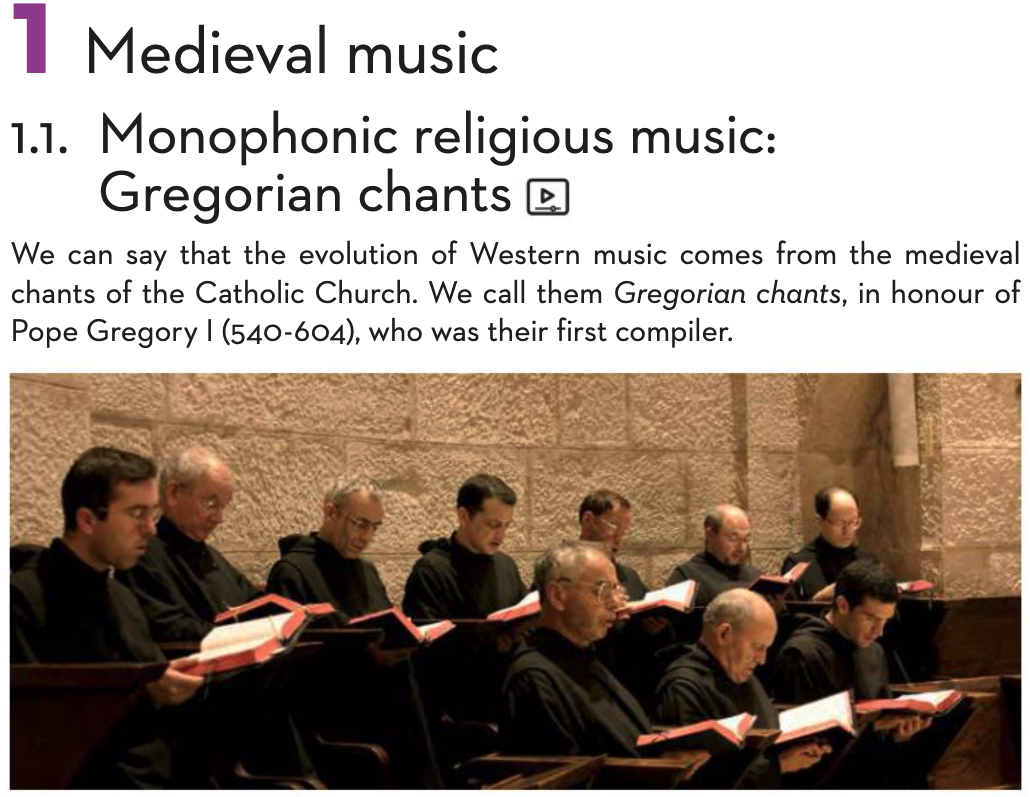 1 Medieval music
1.1. Monophonic religious music:
Gregorian chants
We can say that the evolution of Western music comes from the medieval
chants of the Catholic Church. We call them Gregorian chants, in honour of
Pope Gregory I (540-604), who was their first compiler.